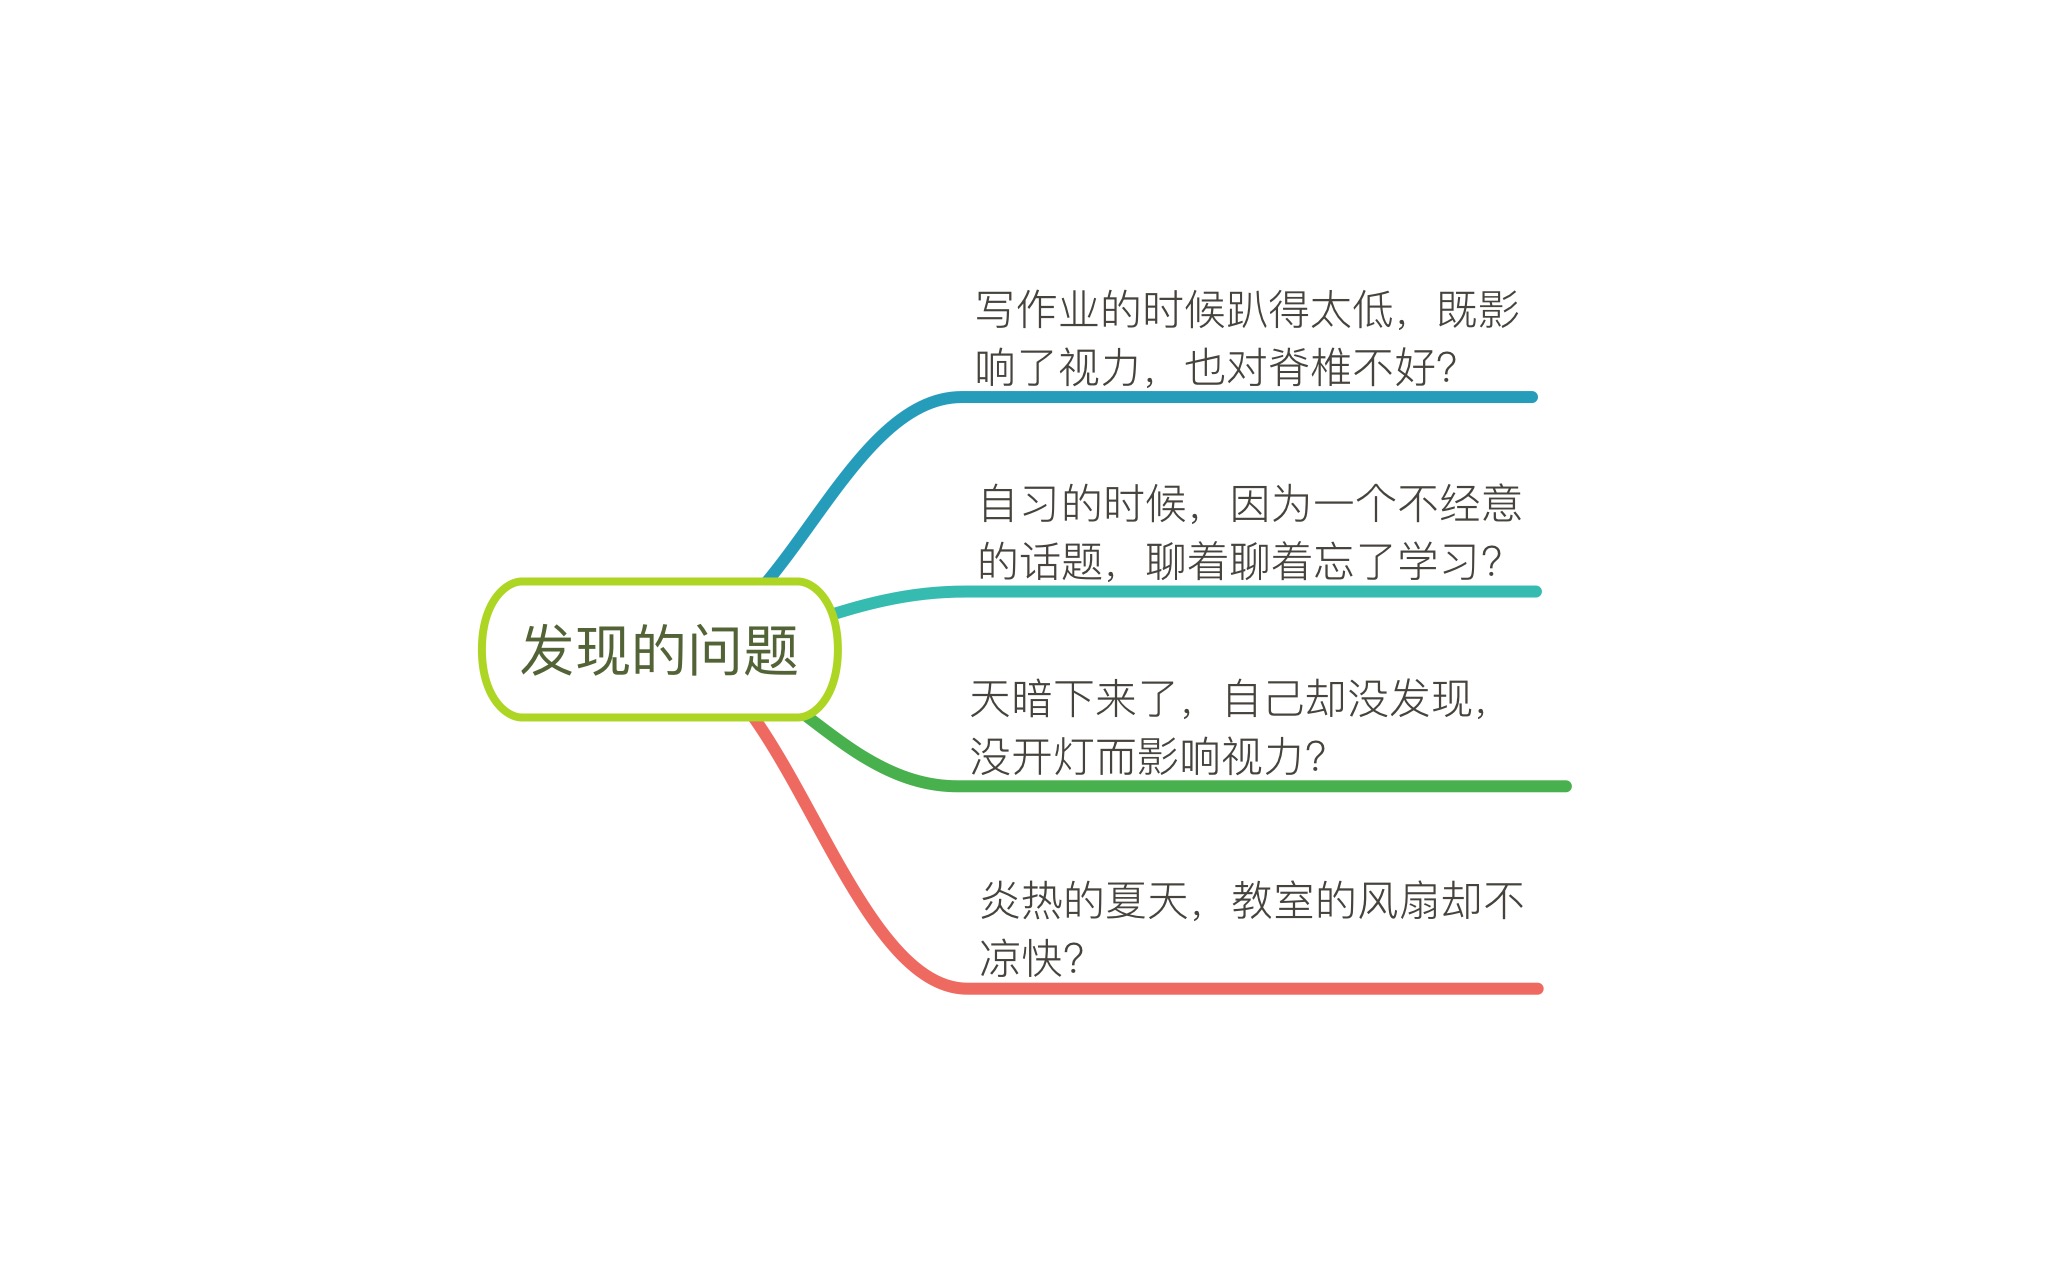 写作业的时候趴得太低，既影
响了视力，也对脊椎不好？
自习的时候，因为一个不经意
的话题，聊着聊着忘了学习？
发现的问题
天暗下来了，自己却没发现，
没开灯而影响视力？
炎热的夏天，教室的风扇却不
凉快？